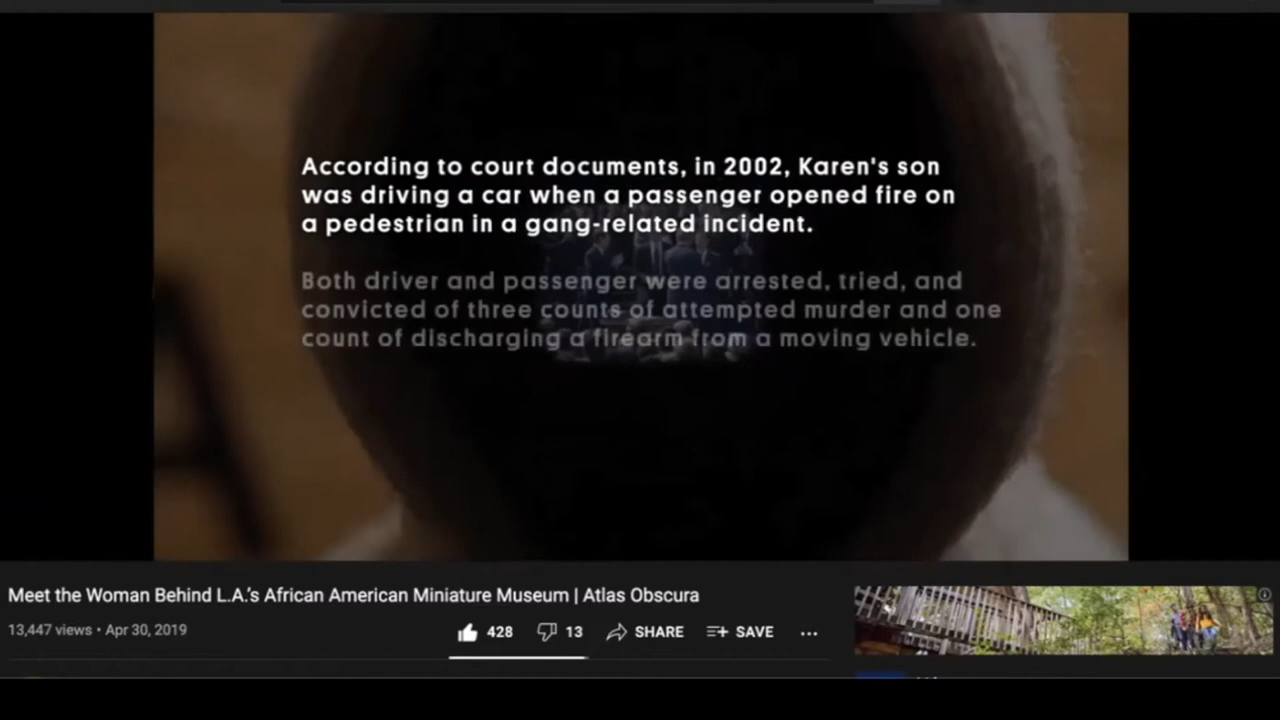 According to court documents, in 2002, Karen's son
was driving a car when a passenger opened fire on
a pedestrian in a gang-related incident.
Both driver and passenger were arrested, tried, and
convicted of three counts of attempted murder and one
count of discharging a firearm from a moving vehicle.
Meet the Woman Behind L.A.'s African American Miniature Museum | Atlas Obscura
13,447 views • Apr 30, 2019
428 13 SHARE SAVE ...